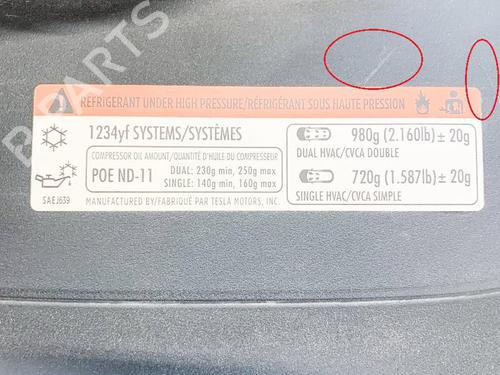 REFRIGERANT UNDER HIGH PRESSURE/RÉFRIGÉRANT SOUS HAUTE PRESSION
1234yf SYSTEMS/SYSTÈMES
COMPRESSOR OIL AMOUNT/QUANTITÉ D'HUILE DU COMPRESSEUR
POE ND-11
DUAL: 230g min, 250g max
SINGLE: 140g min, 160g max
SAE J639
MANUFACTURED BY/FABRIQUÉ PAR TESLA MOTORS, INC.
980g (2.160lb) ± 20g
DUAL HVAC/CVCA DOUBLE
720g (1.587lb) ± 20g
SINGLE HVAC/CVCA SIMPLE
B PARTS